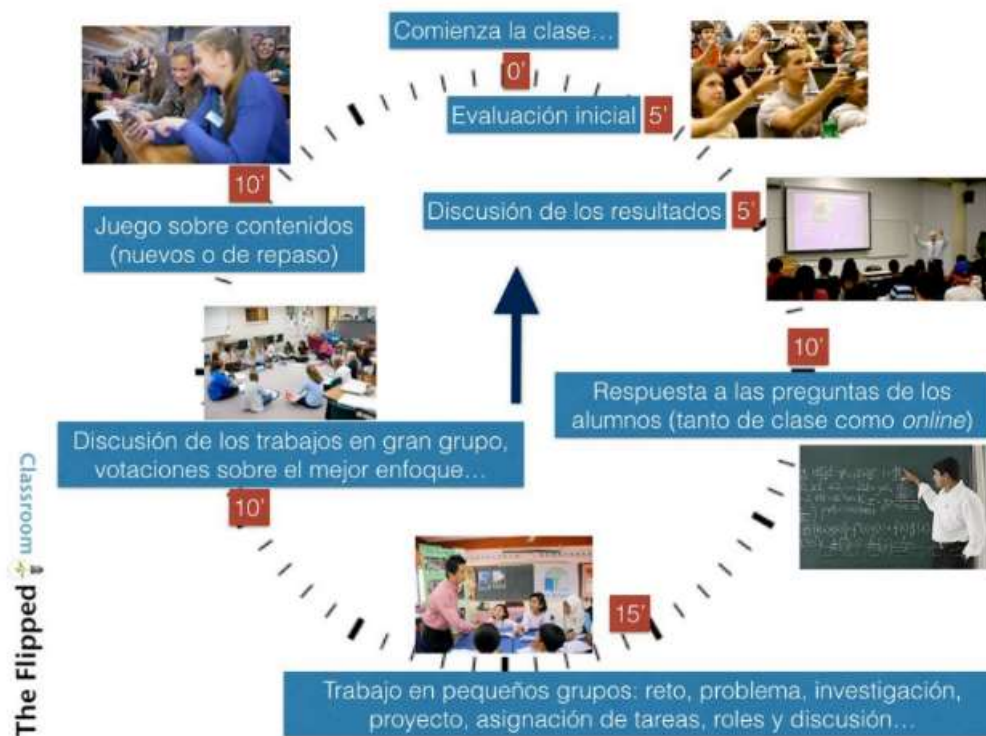 Comienza la clase…
0'
Evaluación inicial
5'
Discusión de los resultados
5'
10'
Respuesta a las preguntas de los
alumnos (tanto de clase como online)
15'
Trabajo en pequeños grupos: reto, problema, investigación,
proyecto, asignación de tareas, roles y discusión…
Discusión de los trabajos en gran grupo,
votaciones sobre el mejor enfoque…
10'
10'
Juego sobre contenidos
(nuevos o de repaso)
The Flipped Classroom